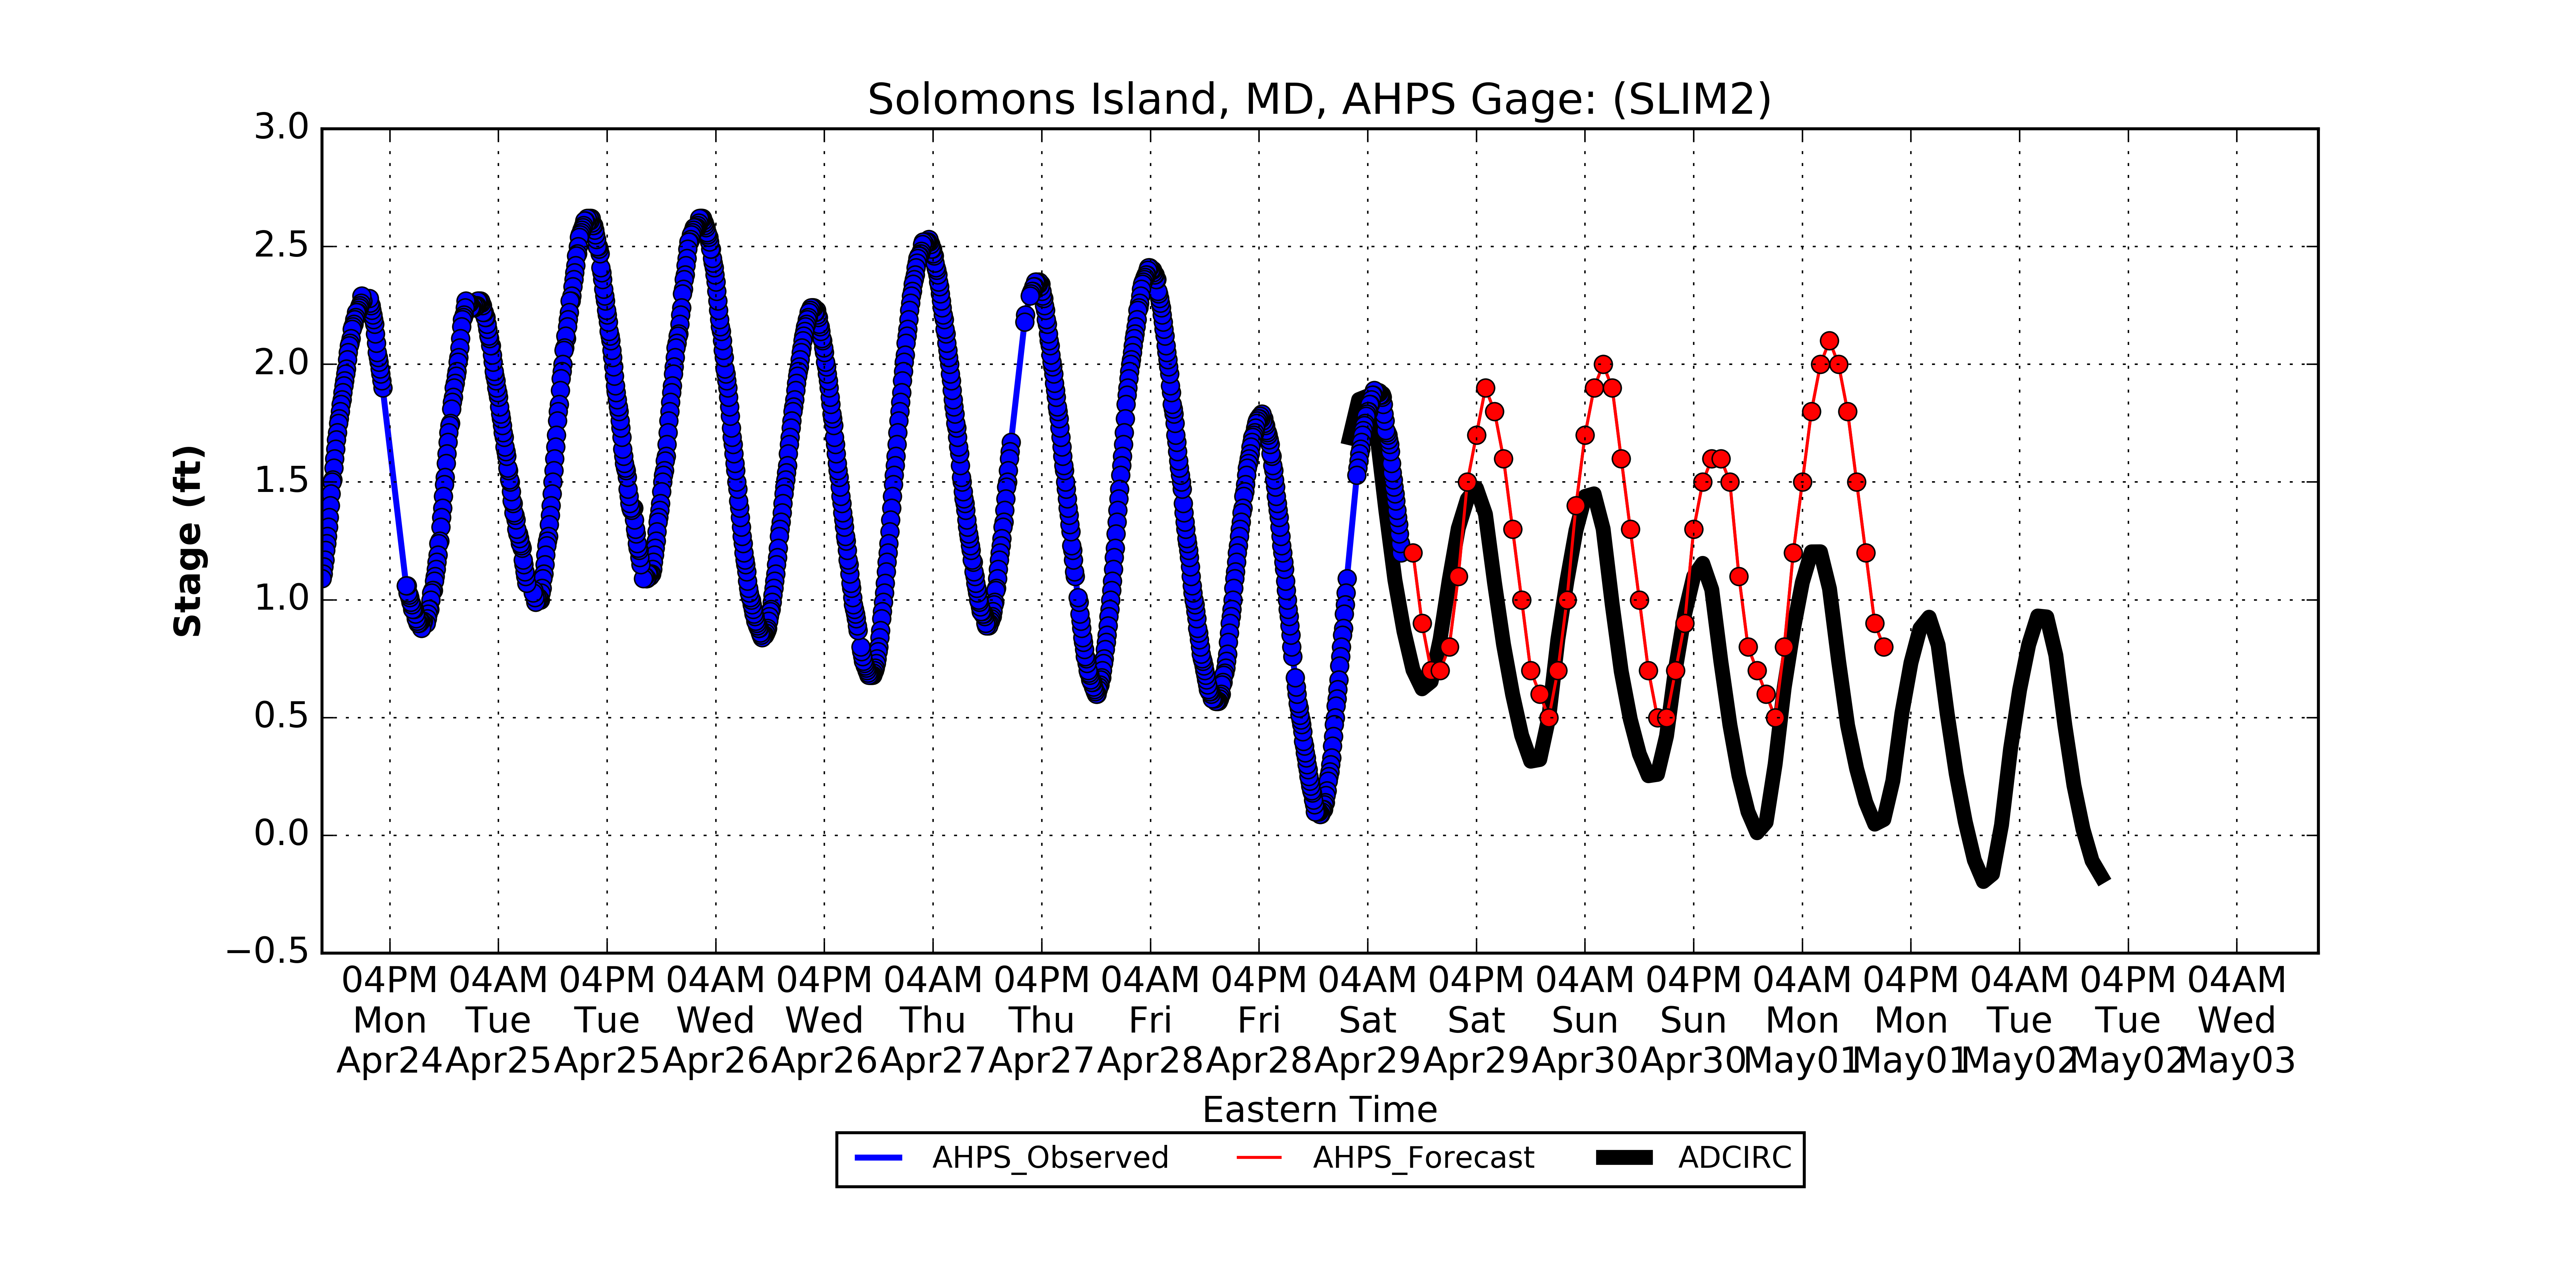 Solomons Island, MD, AHPS Gage: (SLIM2)
3.0
2.5
2.0
1.5
1.0
0.5
0.0
−0.5
Stage (ft)
04PM 04AM 04PM 04AM 04PM 04AM 04PM 04AM 04PM 04AM 04PM 04AM 04PM 04AM 04PM 04AM 04PM 04AM
Mon Tue Tue Wed Wed Thu Thu Fri Fri Sat Sat Sun Sun Mon Mon Tue Tue Wed
Apr24 Apr25 Apr25 Apr26 Apr26 Apr27 Apr27 Apr28 Apr28 Apr29 Apr29 Apr30 Apr30 May01 May01 May02 May02 May03
Eastern Time
AHPS_Observed AHPS_Forecast ADCIRC